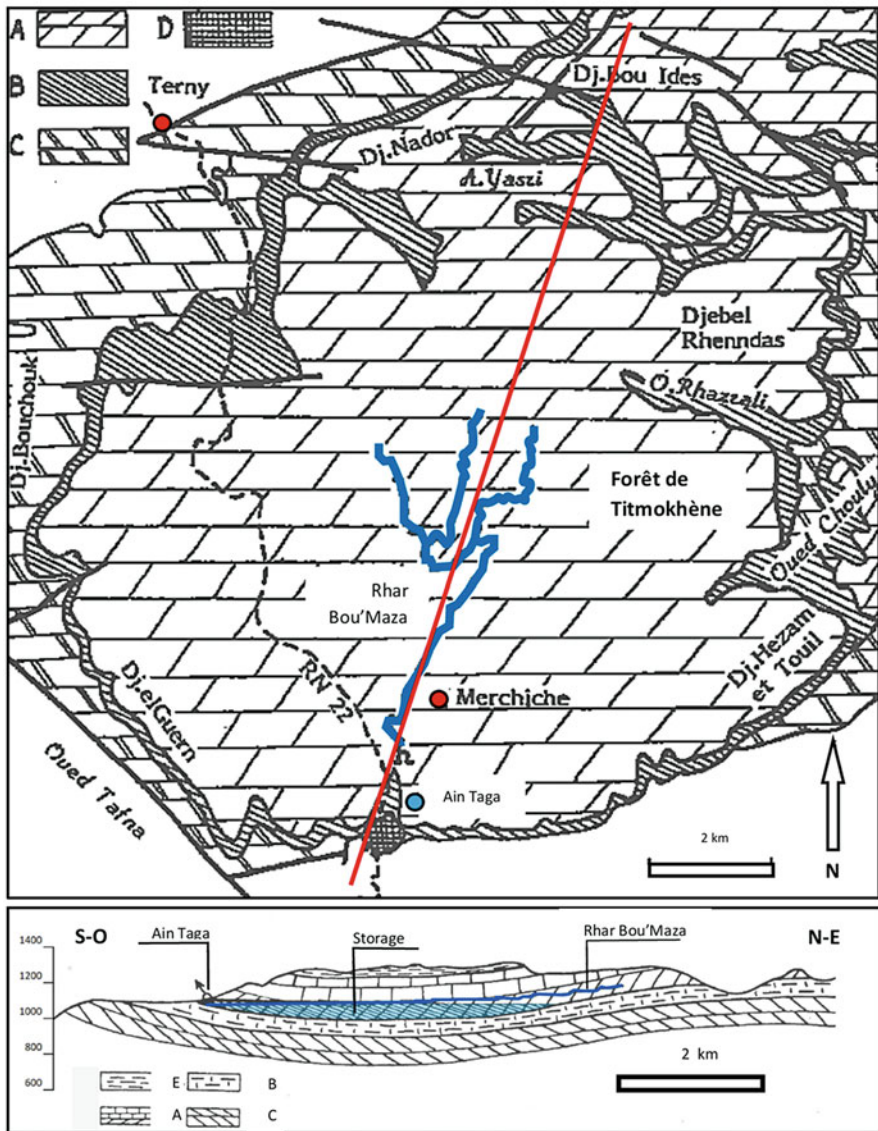 A
D
B
Terny
C
Dj.Bou Ides
Dj.Nador
A.Yaszi
Djebel
Rhenndas
O.Rhazzali
Dj.Bouchouk
Forêt de
Titmokhène
Oued Chouly
Rhar
Bou'Maza
RN 22
Merchiche
Dj.Hezam
et Touil
Dj.elGuern
Oued Tafna
Ain Taga
2 km
N
S-O
Ain Taga
Storage
Rhar Bou'Maza
N-E
1400
1200
1000
800
600
2 km
E
B
A
C